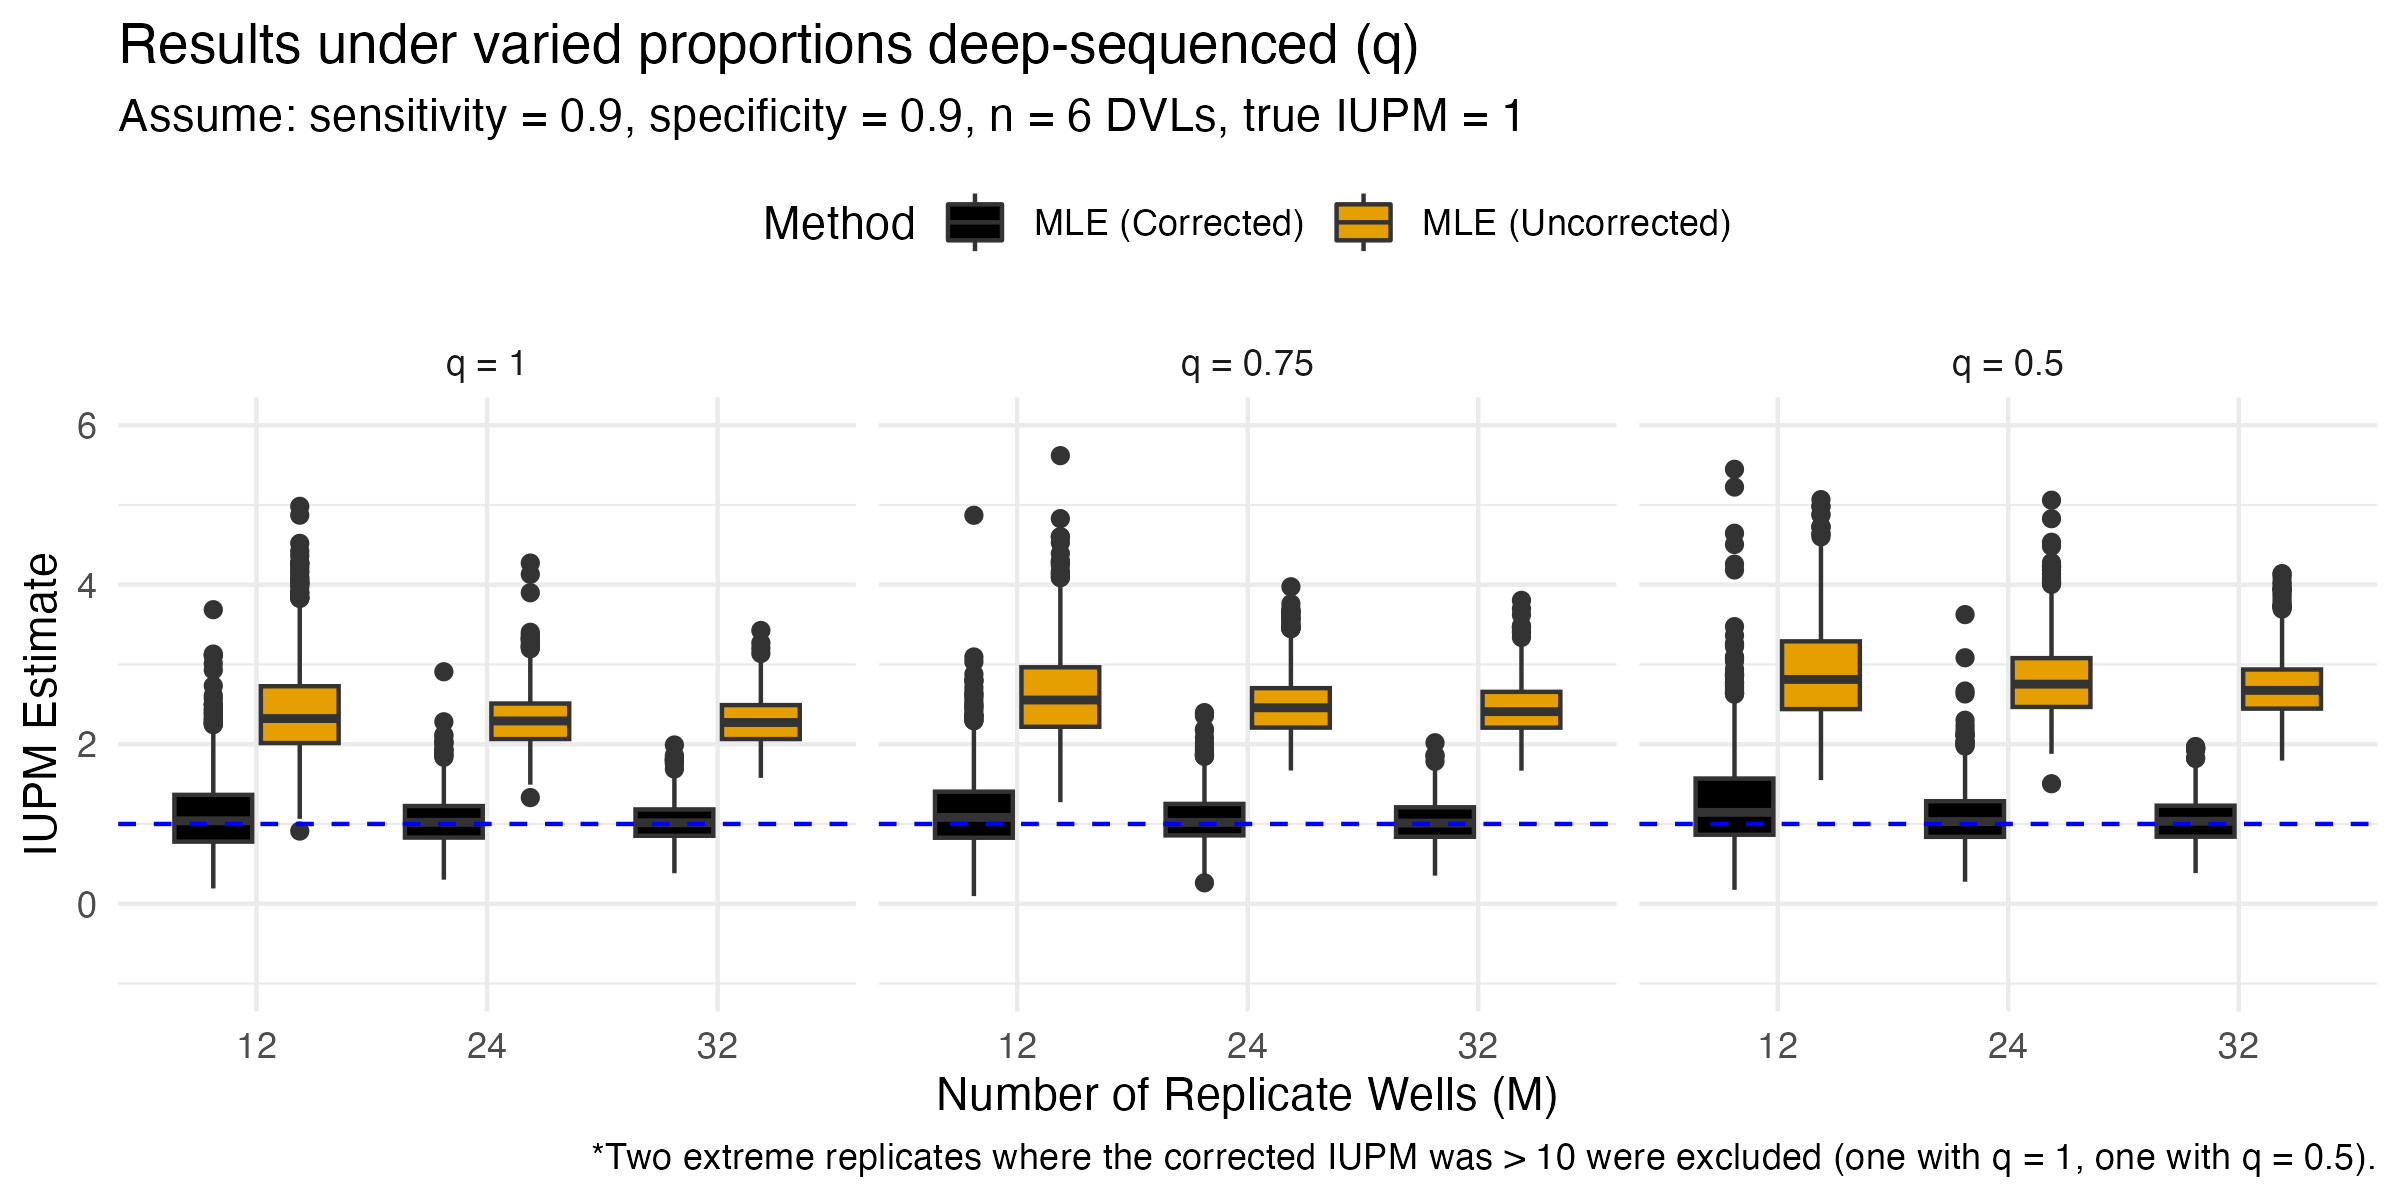 Results under varied proportions deep-sequenced (q)
Assume: sensitivity = 0.9, specificity = 0.9, n = 6 DVLs, true IUPM = 1
Method MLE (Corrected) MLE (Uncorrected)
q = 1 q = 0.75 q = 0.5
IUPM Estimate
6
4
2
0
12 24 32 12 24 32 12 24 32
Number of Replicate Wells (M)
*Two extreme replicates where the corrected IUPM was > 10 were excluded (one with q = 1, one with q = 0.5).